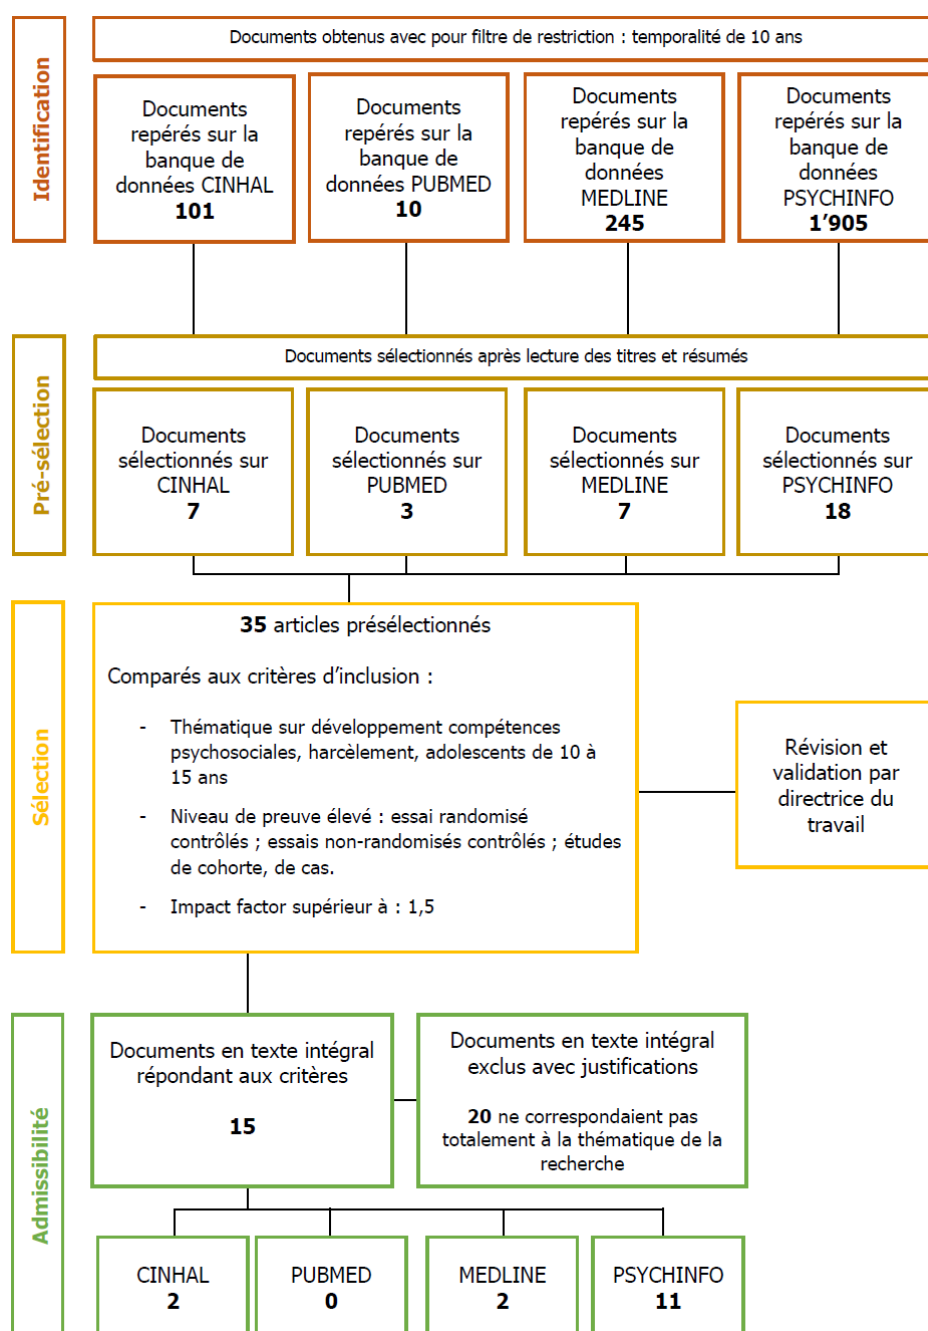 Identification
Documents obtenus avec pour filtre de restriction : temporalité de 10 ans
Documents
repérés sur la
banque de
données CINHAL
101
Documents
repérés sur la
banque de
données PUBMED
10
Documents
repérés sur la
banque de
données
MEDLINE
245
Documents
repérés sur la
banque de
données
PSYCHINFO
1’905
Pré-sélection
Documents sélectionnés après lecture des titres et résumés
Documents
sélectionnés sur
CINHAL
7
Documents
sélectionnés sur
PUBMED
3
Documents
sélectionnés sur
MEDLINE
7
Documents
sélectionnés sur
PSYCHINFO
18
Sélection
35 articles présélectionnés
Comparés aux critères d’inclusion :
- Thématique sur développement compétences
psychosociales, harcèlement, adolescents de 10 à
15 ans
- Niveau de preuve élevé : essai randomisé
contrôlés ; essais non-randomisés contrôlés ; études
de cohorte, de cas.
- Impact factor supérieur à : 1,5
Révision et
validation par
directrice du
travail
Admissibilité
Documents en texte intégral
répondant aux critères
15
Documents en texte intégral
exclus avec justifications
20 ne correspondaient pas
totalement à la thématique de la
recherche
CINHAL
2
PUBMED
0
MEDLINE
2
PSYCHINFO
11